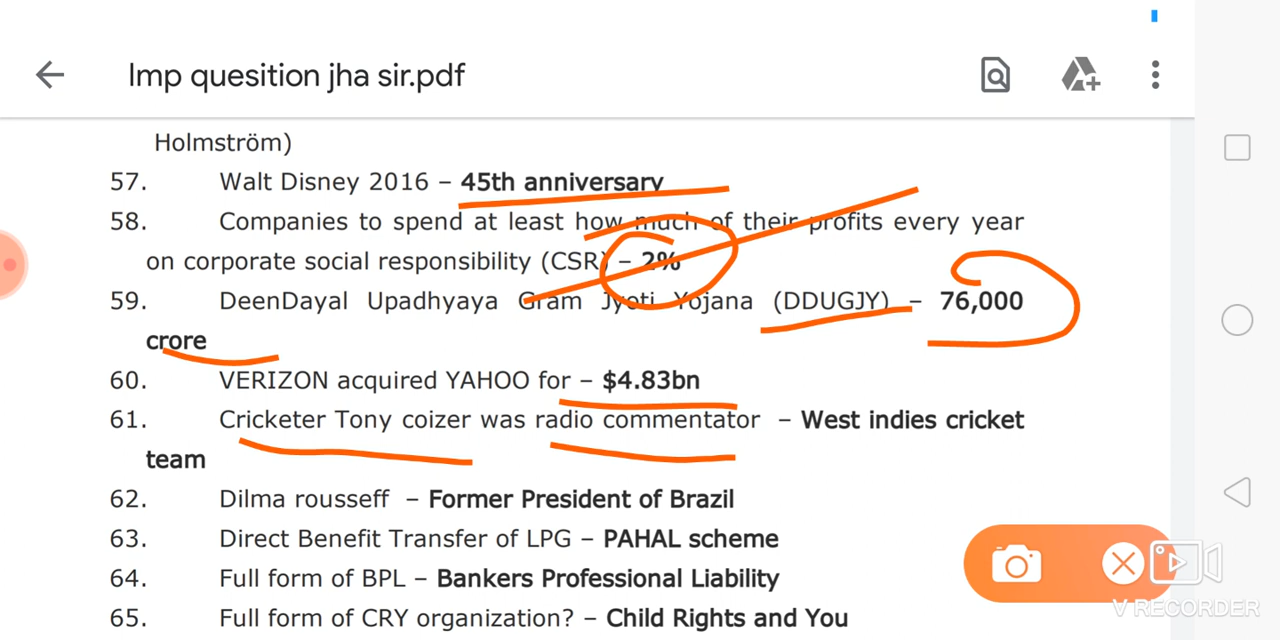 Imp quesition jha sir.pdf
Holmström)
57. Walt Disney 2016 – 45th anniversary
58. Companies to spend at least how much of their profits every year
on corporate social responsibility (CSR) – 2%
59. DeenDayal Upadhyaya Gram Jyoti Yojana (DDUGJY) – 76,000
crore
60. VERIZON acquired YAHOO for – $4.83bn
61. Cricketer Tony coizer was radio commentator – West indies cricket
team
62. Dilma rousseff – Former President of Brazil
63. Direct Benefit Transfer of LPG – PAHAL scheme
64. Full form of BPL – Bankers Professional Liability
65. Full form of CRY organization? – Child Rights and You
V RECORDER